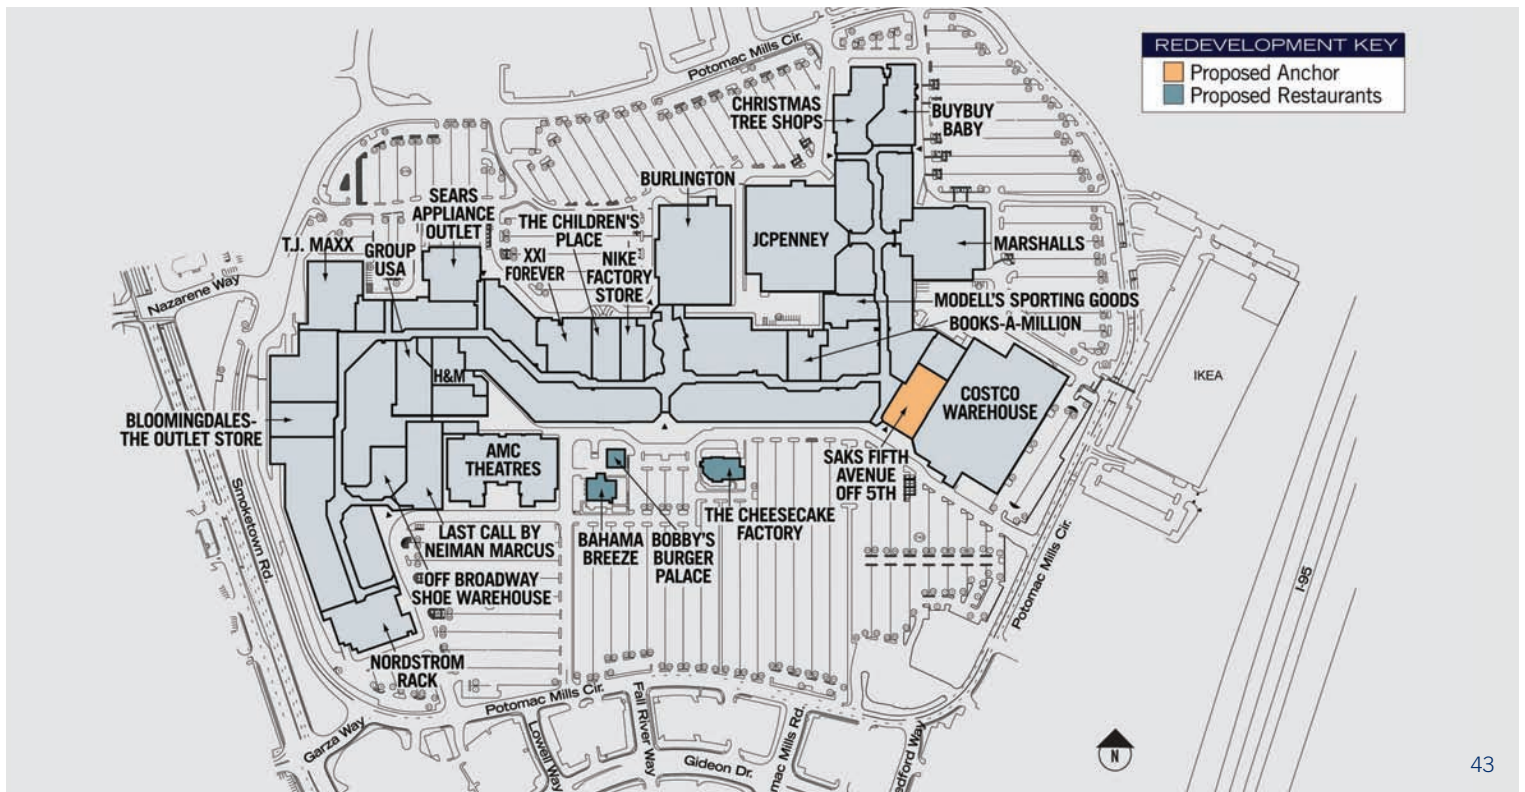 Potomac Mills Cir.
REDEVELOPMENT KEY
Proposed Anchor
Proposed Restaurants
CHRISTMAS
TREE SHOPS
BUYBUY
BABY
BURLINGTON
SEARS
APPLIANCE
OUTLET
THE CHILDREN'S
PLACE
T.J. MAXX
GROUP
USA
XXI
FOREVER
NIKE
FACTORY
STORE
JCPENNEY
MARSHALLS
Nazarene Way
MODELL'S SPORTING GOODS
BOOKS-A-MILLION
H&M
IKEA
COSTCO
WAREHOUSE
BLOOMINGDALES-
THE OUTLET STORE
AMC
THEATRES
SAKS FIFTH
AVENUE
OFF 5TH
Smoketown Rd.
LAST CALL BY
NEIMAN MARCUS
BAHAMA
BREEZE
BOBBY'S
BURGER
PALACE
THE CHEESECAKE
FACTORY
OFF BROADWAY
SHOE WAREHOUSE
Potomac Mills Cir.
I-95
NORDSTROM
RACK
Potomac Mills Cir.
Garza Way
Lowell Way
Fall River Way
Gideon Dr.
mac Mills Rd.
edford Way
N
43